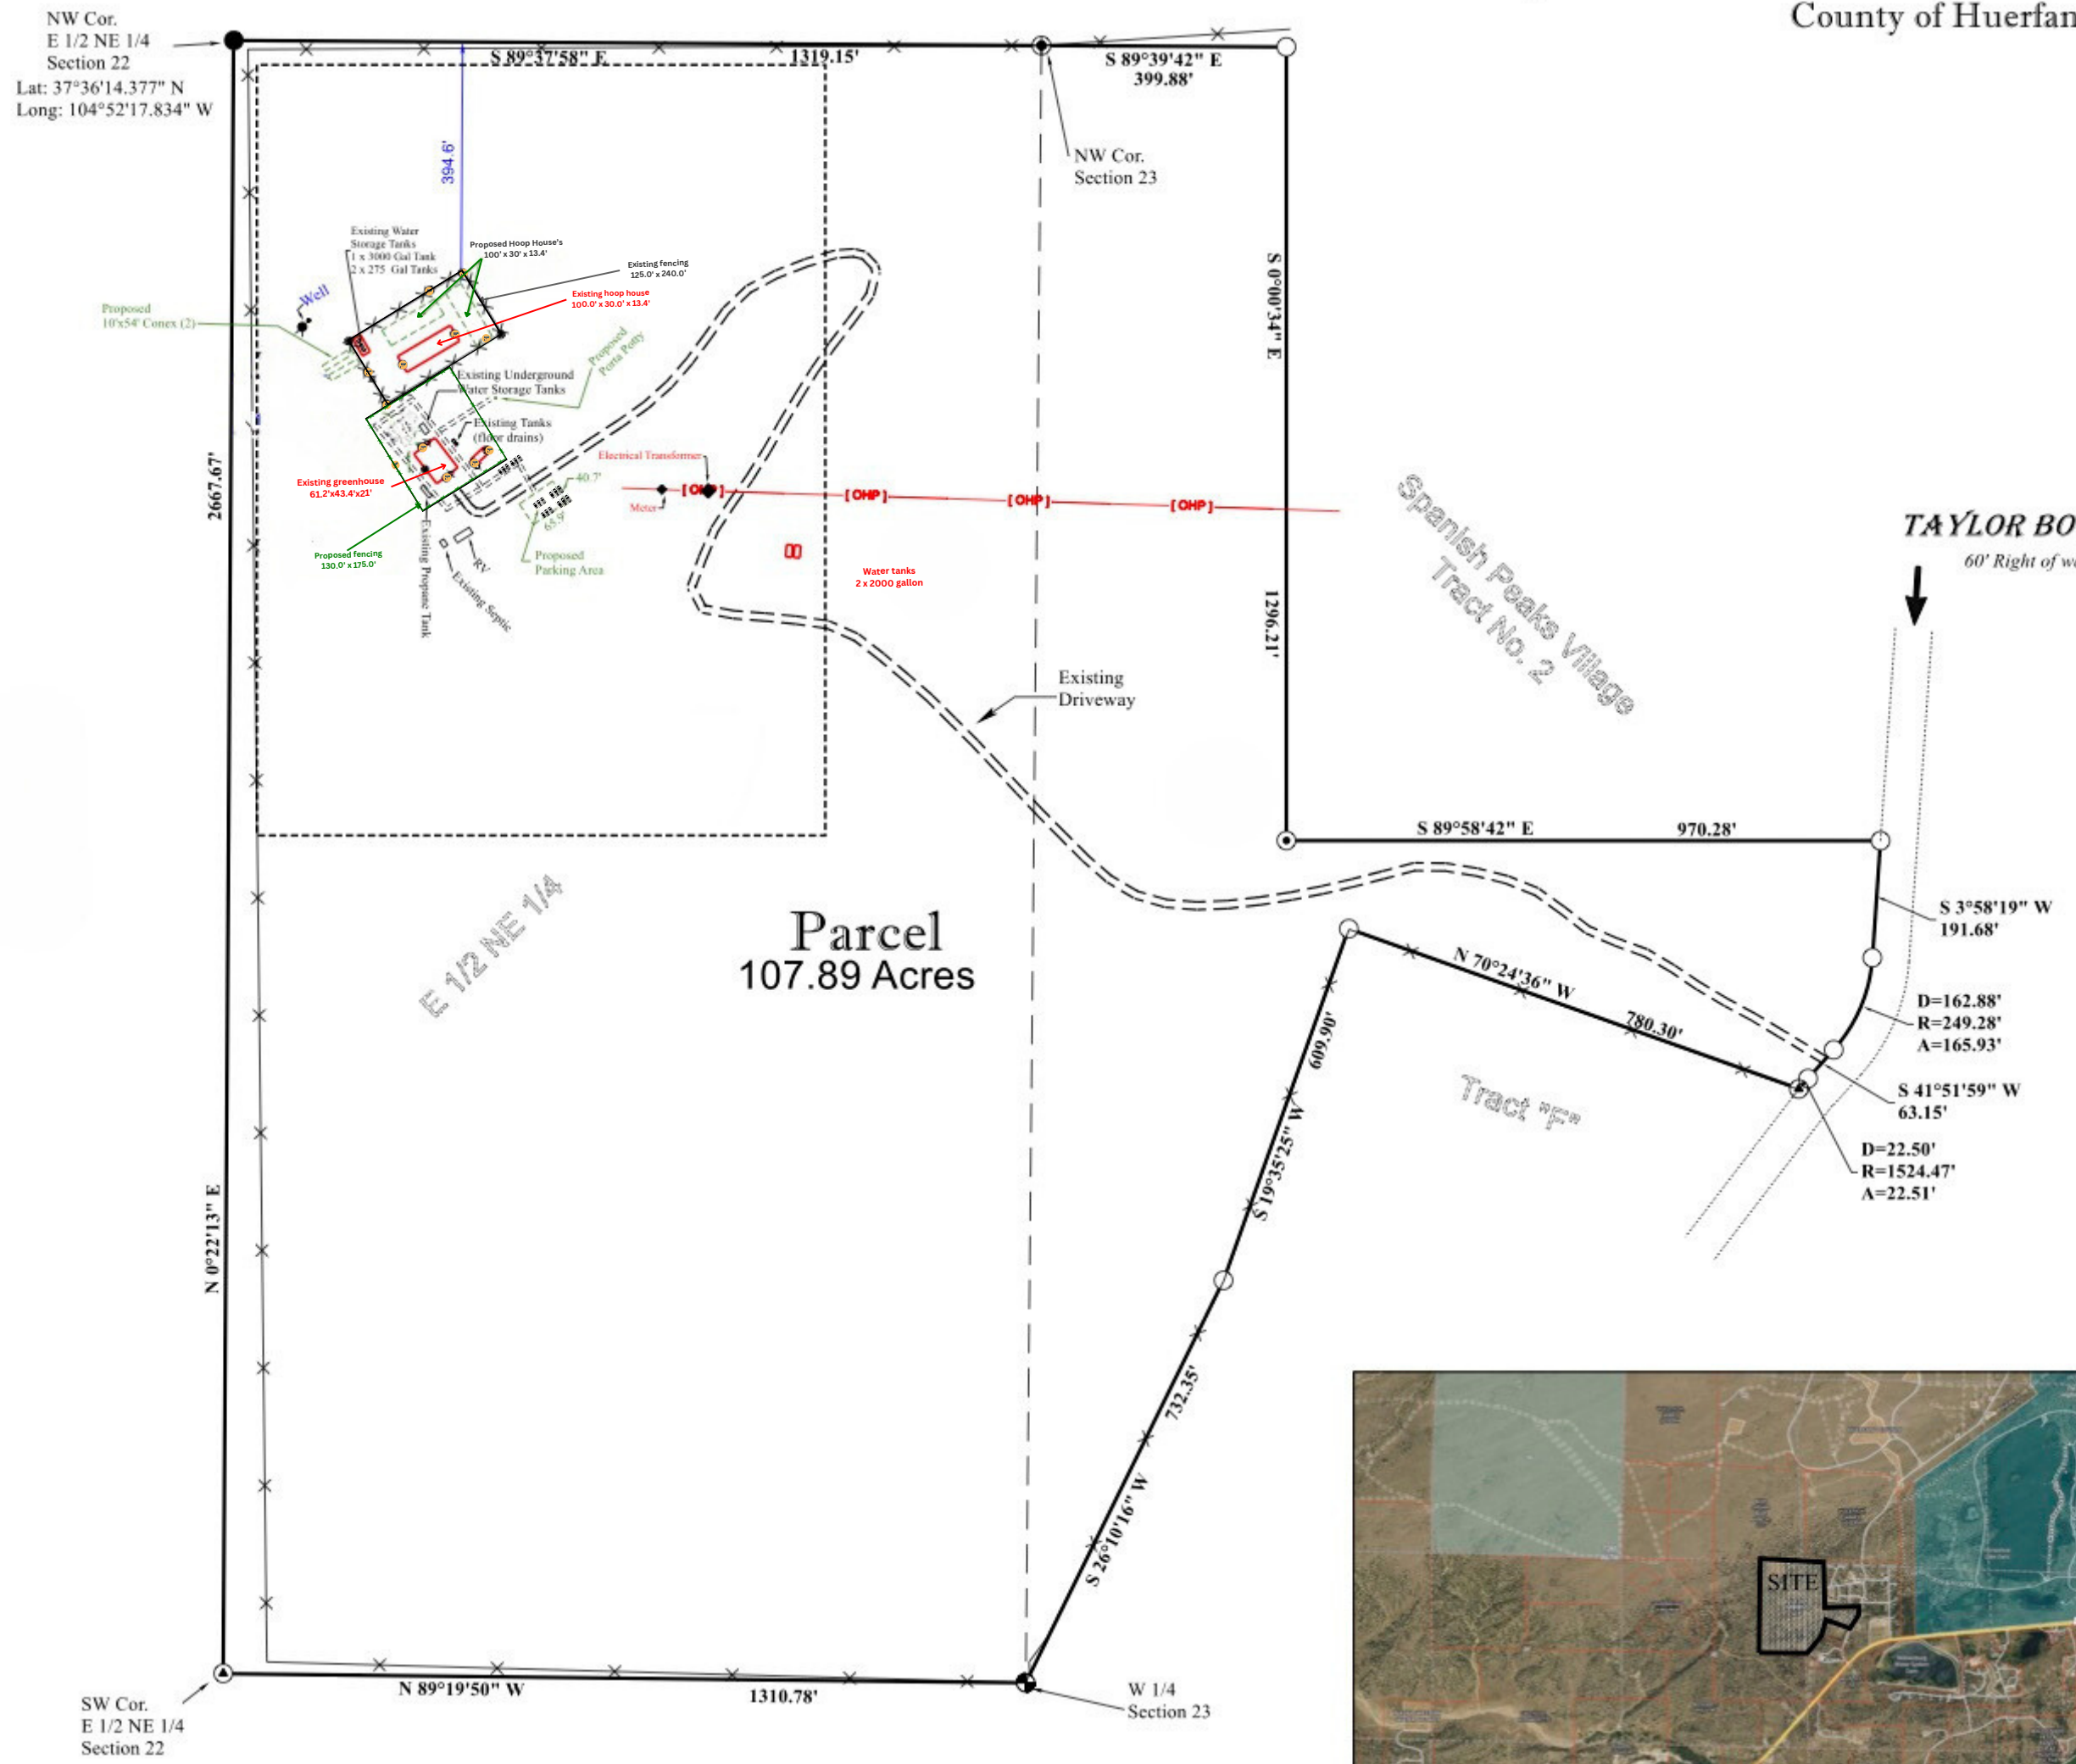 County of Huerfan
NW Cor.
E 1/2 NE 1/4
Section 22
Lat: 37°36'14.377" N
Long: 104°52'17.834" W
S 89°37'58" E
1319.15'
S 89°39'42" E
399.88'
NW Cor.
Section 23
394.6'
Existing Water
Storage Tanks
1 x 3000 Gal Tank
2 x 275 Gal Tanks
Proposed Hoop House's
100' x 30' x 13.4'
Existing fencing
125.0' x 240.0'
Existing hoop house
100.0' x 30.0' x 13.4'
Well
Proposed
10'x54' Conex (2)
Proposed
Porta Potty
Existing Underground
Water Storage Tanks
Existing Tanks
(floor drains)
Existing greenhouse
61.2'x43.4'x21'
Proposed fencing
130.0' x 175.0'
Existing Propane Tank
RV
Existing Septic
40.7'
65.9'
Proposed
Parking Area
Electrical Transformer
Meter
[ OHP ]
[ OHP ]
[ OHP ]
[ OHP ]
Water tanks
2 x 2000 gallon
S 0°00'34" E
1296.21'
Spanish Peaks Village
Tract No. 2
TAYLOR BO
60' Right of wa
2667.67'
N 0°22'13" E
Existing
Driveway
S 89°58'42" E
970.28'
S 3°58'19" W
191.68'
D=162.88'
R=249.28'
A=165.93'
S 41°51'59" W
63.15'
D=22.50'
R=1524.47'
A=22.51'
E 1/2 NE 1/4
Parcel
107.89 Acres
N 70°24'36" W
780.30'
Tract "F"
609.90'
S 19°35'25" W
732.35'
S 26°10'16" W
SITE
N 89°19'50" W
1310.78'
W 1/4
Section 23
SW Cor.
E 1/2 NE 1/4
Section 22